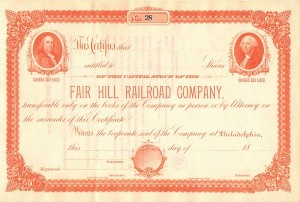 No. 28
This Certifies that
entitled to Shares
OF THE CAPITAL STOCK OF THE
FAIR HILL RAILROAD COMPANY,
transferable only on the books of the Company in person or by Attorney on
the surrender of this Certificate.
Witness the corporate seal of the Company at Philadelphia,
this day of 18
Treasurer